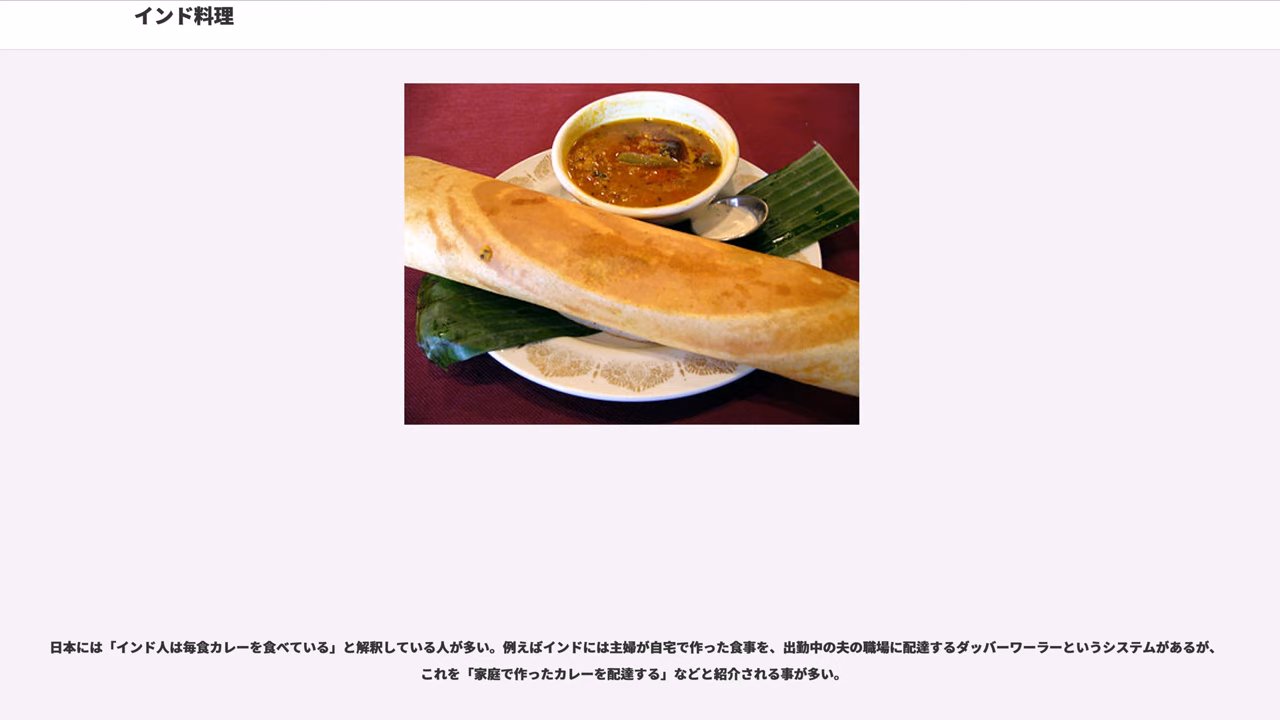 インド料理
日本には「インド人は毎食カレーを食べている」と解釈している人が多い。例えばインドには主婦が自宅で作った食事を、出勤中の夫の職場に配達するダッバーワーラーというシステムがあるが、
これを「家庭で作ったカレーを配達する」などと紹介される事が多い。